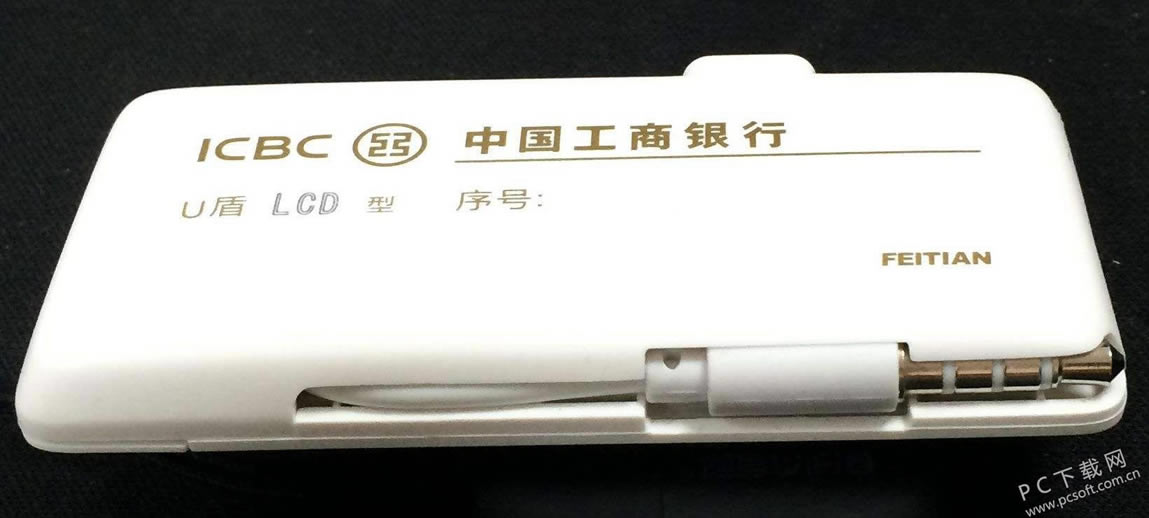 ICBC 中国工商银行
U盾 LCD 型 序号:
FEITIAN
PC下载网
www.pcsoft.com.cn